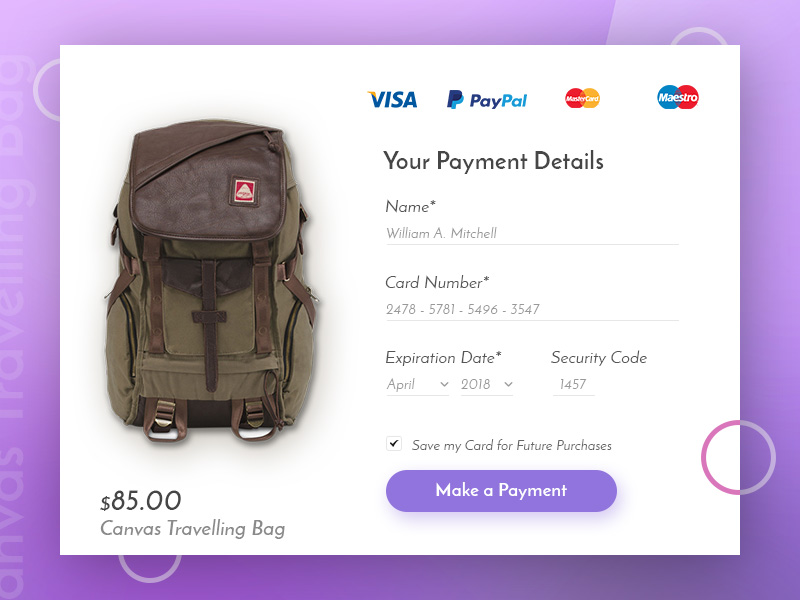 VISA PayPal MasterCard Maestro
Your Payment Details
Name*
William A. Mitchell
Card Number*
2478 - 5781 - 5496 - 3547
Expiration Date* Security Code
April 2018 1457
Save my Card for Future Purchases
Make a Payment
$85.00
Canvas Travelling Bag
Canvas Travelling Bag